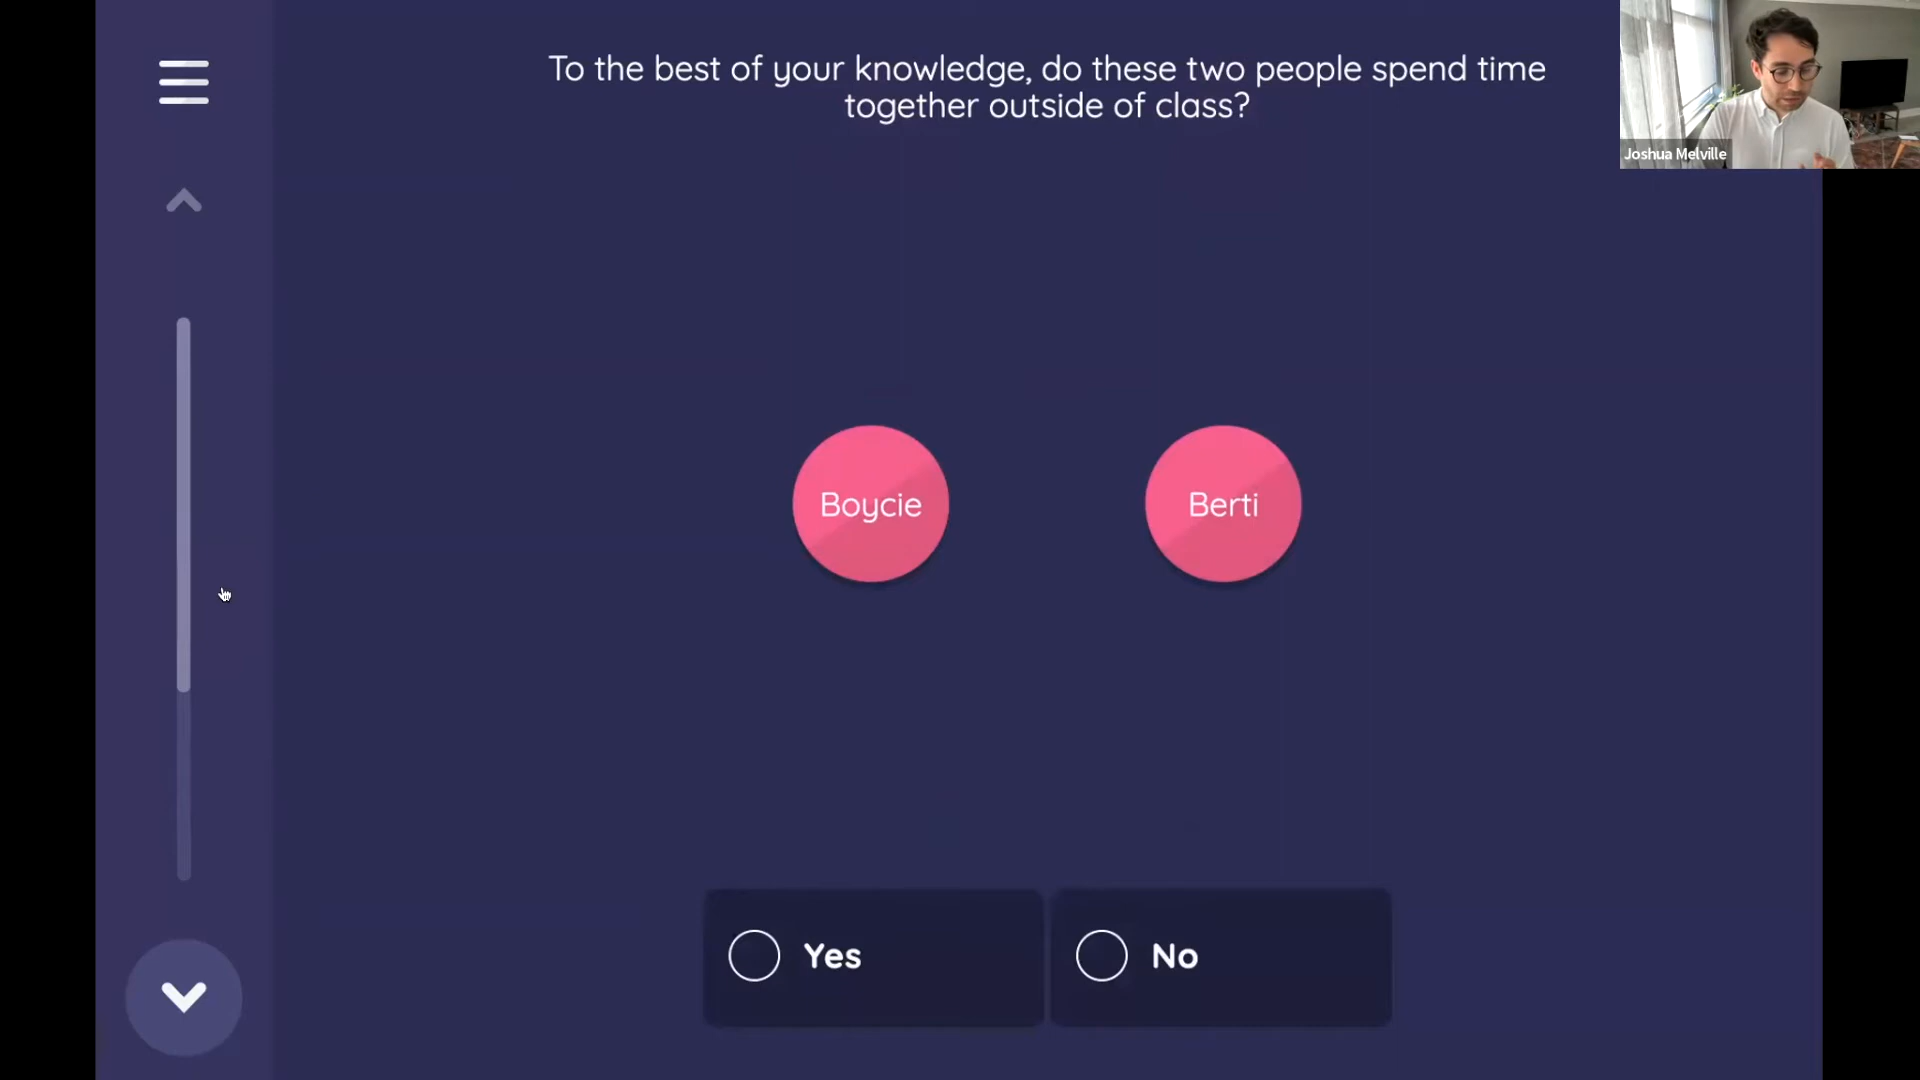 To the best of your knowledge, do these two people spend time
together outside of class?
Joshua Melville
Boycie
Berti
Yes
No